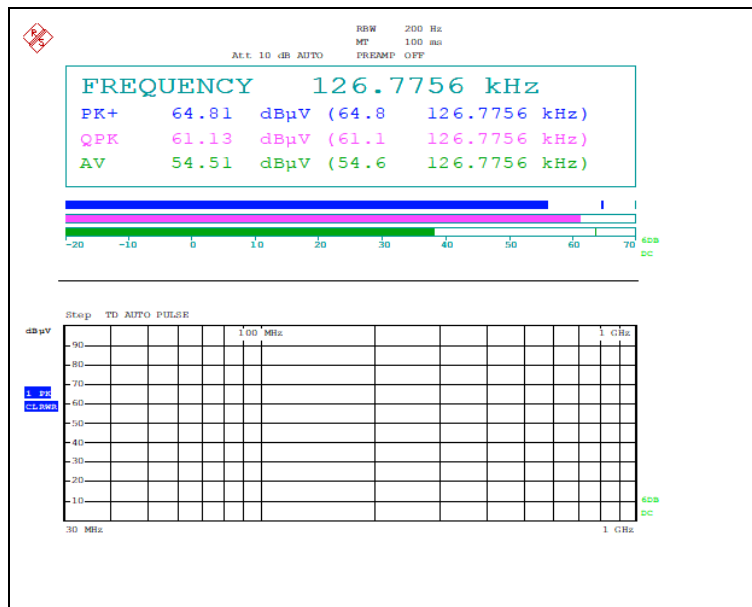 R S
RBW 200 Hz
MT 100 ms
Att 10 dB AUTO PREAMP OFF
FREQUENCY 126.7756 kHz
PK+ 64.81 dBµV (64.8 126.7756 kHz)
QPK 61.13 dBµV (61.1 126.7756 kHz)
AV 54.51 dBµV (54.6 126.7756 kHz)
-20 -10 0 10 20 30 40 50 60 70
6DB
DC
Step TD AUTO PULSE
dBµV
100 MHz 1 GHz
90
80
70
1 PK
CLRWR
60
50
40
30
20
10
6DB
DC
30 MHz 1 GHz